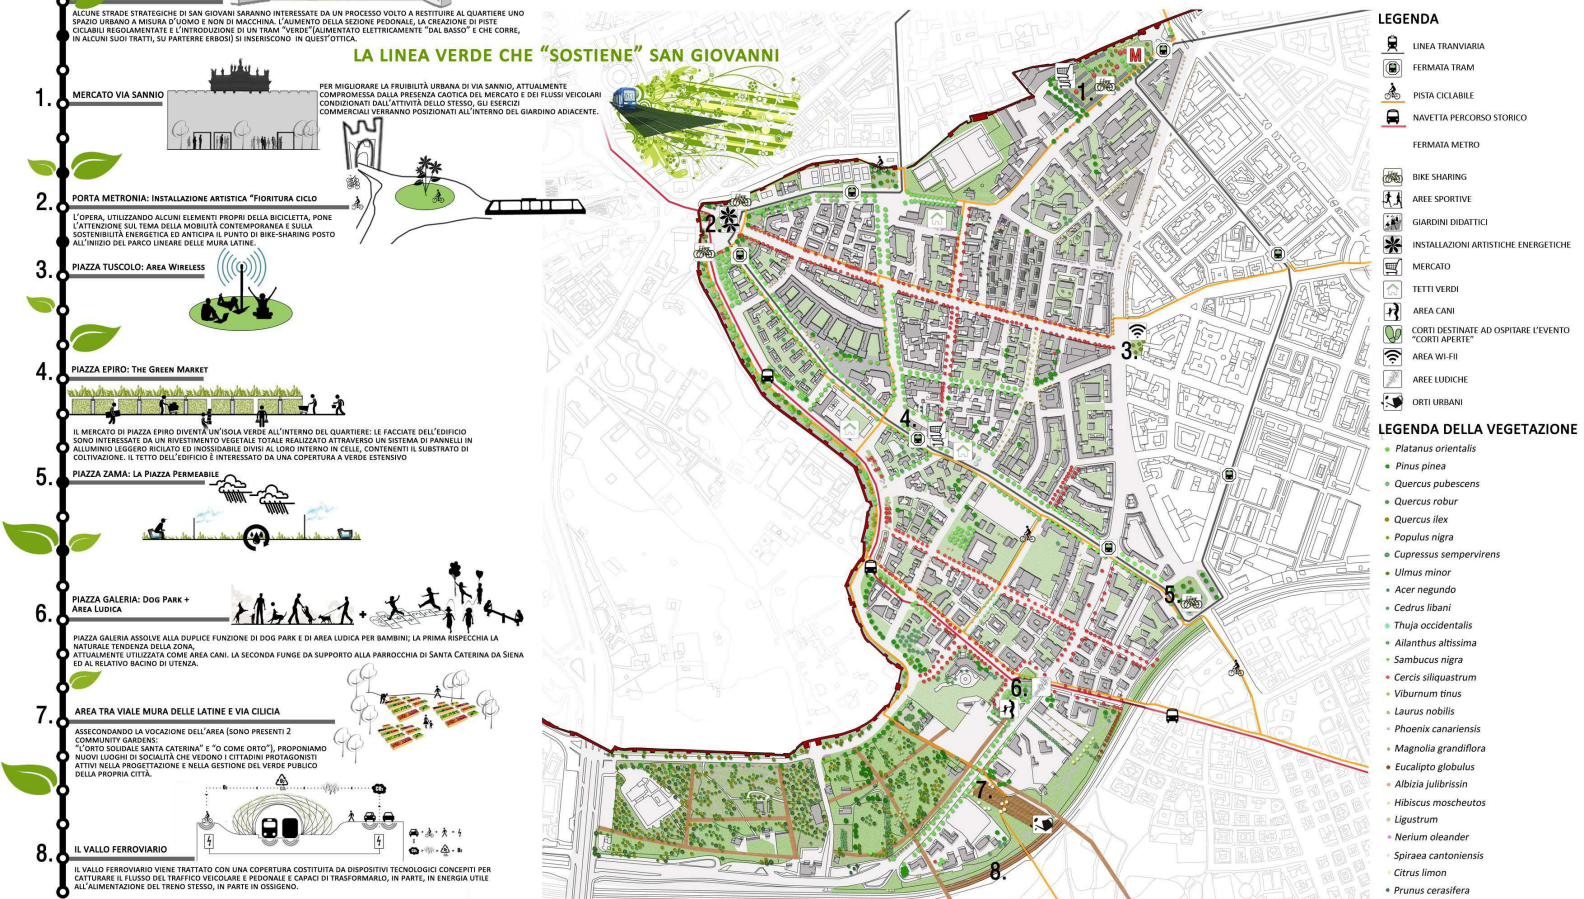 ALCUNE STRADE STRATEGICHE DI SAN GIOVANI SARANNO INTERESSATE DA UN PROCESSO VOLTO A RESTITUIRE AL QUARTIERE UNO
SPAZIO URBANO A MISURA D'UOMO E NON DI MACCHINA. L'AUMENTO DELLA SEZIONE PEDONALE, LA CREAZIONE DI PISTE
CICLABILI REGOLAMENTATE E L'INTRODUZIONE DI UN TRAM "VERDE"(ALIMENTATO ELETTRICAMENTE "DAL BASSO" E CHE CORRE,
IN ALCUNI SUOI TRATTI, SU PARTERRE ERBOSI) SI INSERISCONO IN QUEST'OTTICA.
LA LINEA VERDE CHE "SOSTIENE" SAN GIOVANNI
1.
MERCATO VIA SANNIO
PER MIGLIORARE LA FRUIBILITÀ URBANA DI VIA SANNIO, ATTUALMENTE
COMPROMESSA DALLA PRESENZA CAOTICA DEL MERCATO E DEI FLUSSI VEICOLARI
CONDIZIONATI DALL'ATTIVITÀ DELLO STESSO, GLI ESERCIZI
COMMERCIALI VERRANNO POSIZIONATI ALL'INTERNO DEL GIARDINO ADIACENTE.
2.
PORTA METRONIA: INSTALLAZIONE ARTISTICA "FIORITURA CICLO
L'OPERA, UTILIZZANDO ALCUNI ELEMENTI PROPRI DELLA BICICLETTA, PONE
L'ATTENZIONE SUL TEMA DELLA MOBILITÀ CONTEMPORANEA E SULLA
SOSTENIBILITÀ ENERGETICA ED ANTICIPA IL PUNTO DI BIKE-SHARING POSTO
ALL'INIZIO DEL PARCO LINEARE DELLE MURA LATINE.
3.
PIAZZA TUSCOLO: AREA WIRELESS
4.
PIAZZA EPIRO: THE GREEN MARKET
IL MERCATO DI PIAZZA EPIRO DIVENTA UN'ISOLA VERDE ALL'INTERNO DEL QUARTIERE: LE FACCIATE DELL'EDIFICIO
SONO INTERESSATE DA UN RIVESTIMENTO VEGETALE TOTALE REALIZZATO ATTRAVERSO UN SISTEMA DI PANNELLI IN
ALLUMINIO LEGGERO RICILATO ED INOSSIDABILE DIVISI AL LORO INTERNO IN CELLE, CONTENENTI IL SUBSTRATO DI
COLTIVAZIONE. IL TETTO DELL'EDIFICIO È INTERESSATO DA UNA COPERTURA A VERDE ESTENSIVO
5.
PIAZZA ZAMA: LA PIAZZA PERMEABILE
6.
PIAZZA GALERIA: DOG PARK +
AREA LUDICA
+
PIAZZA GALERIA ASSOLVE ALLA DUPLICE FUNZIONE DI DOG PARK E DI AREA LUDICA PER BAMBINI; LA PRIMA RISPECCHIA LA
NATURALE TENDENZA DELLA ZONA,
ATTUALMENTE UTILIZZATA COME AREA CANI. LA SECONDA FUNGE DA SUPPORTO ALLA PARROCCHIA DI SANTA CATERINA DA SIENA
ED AL RELATIVO BACINO DI UTENZA.
7.
AREA TRA VIALE MURA DELLE LATINE E VIA CILICIA
ASSECONDANDO LA VOCAZIONE DELL'AREA (SONO PRESENTI 2
COMMUNITY GARDENS:
"L'ORTO SOLIDALE SANTA CATERINA" E "O COME ORTO"), PROPONIAMO
NUOVI LUOGHI DI SOCIALITÀ CHE VEDONO I CITTADINI PROTAGONISTI
ATTIVI NELLA PROGETTAZIONE E NELLA GESTIONE DEL VERDE PUBBLICO
DELLA PROPRIA CITTÀ.
8.
IL VALLO FERROVIARIO
IL VALLO FERROVIARIO VIENE TRATTATO CON UNA COPERTURA COSTITUITA DA DISPOSITIVI TECNOLOGICI CONCEPITI PER
CATTURARE IL FLUSSO DEL TRAFFICO VEICOLARE E PEDONALE E CAPACI DI TRASFORMARLO, IN PARTE, IN ENERGIA UTILE
ALL'ALIMENTAZIONE DEL TRENO STESSO, IN PARTE IN OSSIGENO.
M
1.
2.
3.
4.
5.
6.
7.
8.
LEGENDA
LINEA TRANVIARIA
FERMATA TRAM
PISTA CICLABILE
NAVETTA PERCORSO STORICO
FERMATA METRO
BIKE SHARING
AREE SPORTIVE
GIARDINI DIDATTICI
INSTALLAZIONI ARTISTICHE ENERGETICHE
MERCATO
TETTI VERDI
AREA CANI
CORTI DESTINATE AD OSPITARE L'EVENTO
"CORTI APERTE"
AREA WI-FII
AREE LUDICHE
ORTI URBANI
LEGENDA DELLA VEGETAZIONE
Platanus orientalis
Pinus pinea
Quercus pubescens
Quercus robur
Quercus ilex
Populus nigra
Cupressus sempervirens
Ulmus minor
Acer negundo
Cedrus libani
Thuja occidentalis
Ailanthus altissima
Sambucus nigra
Cercis siliquastrum
Viburnum tinus
Laurus nobilis
Phoenix canariensis
Magnolia grandiflora
Eucalipto globulus
Albizia julibrissin
Hibiscus moscheutos
Ligustrum
Nerium oleander
Spiraea cantoniensis
Citrus limon
Prunus cerasifera